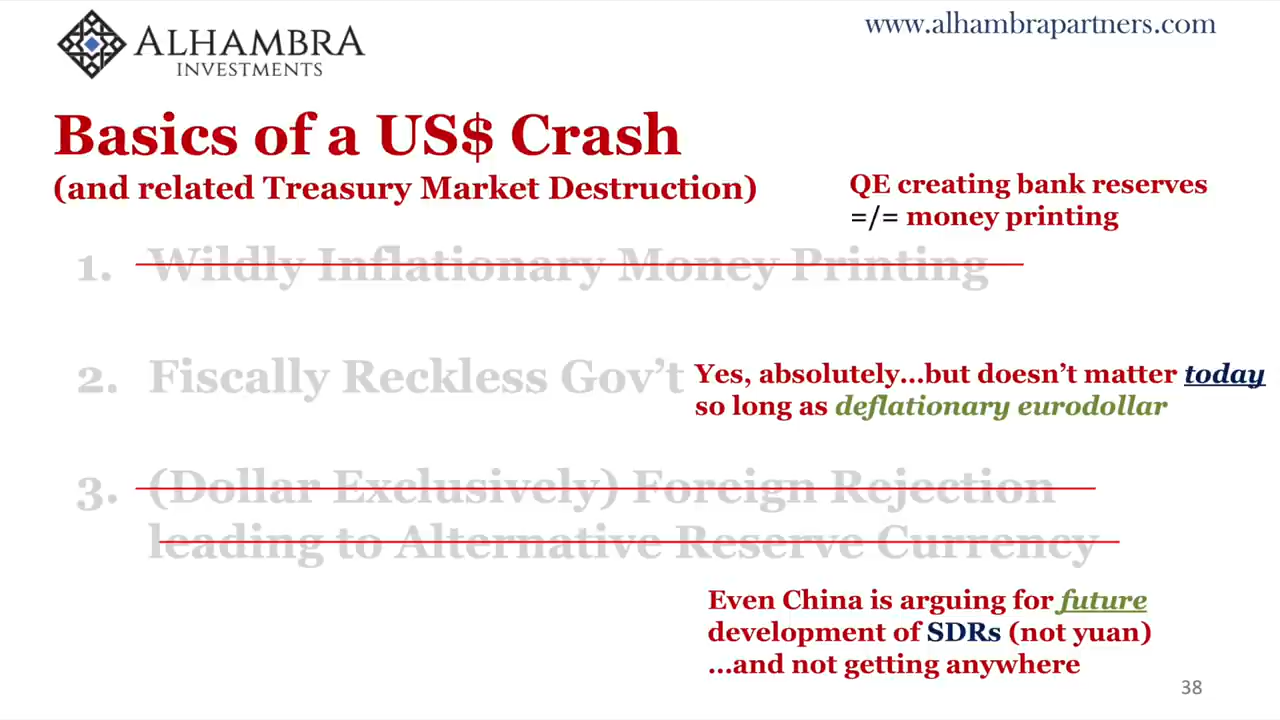 ALHAMBRA
INVESTMENTS
www.alhambrapartners.com
Basics of a US$ Crash
(and related Treasury Market Destruction)
QE creating bank reserves
=/= money printing
1. Wildly Inflationary Money Printing
2. Fiscally Reckless Gov’t
Yes, absolutely...but doesn’t matter today
so long as deflationary eurodollar
3. (Dollar Exclusively) Foreign Rejection
leading to Alternative Reserve Currency
Even China is arguing for future
development of SDRs (not yuan)
...and not getting anywhere
38